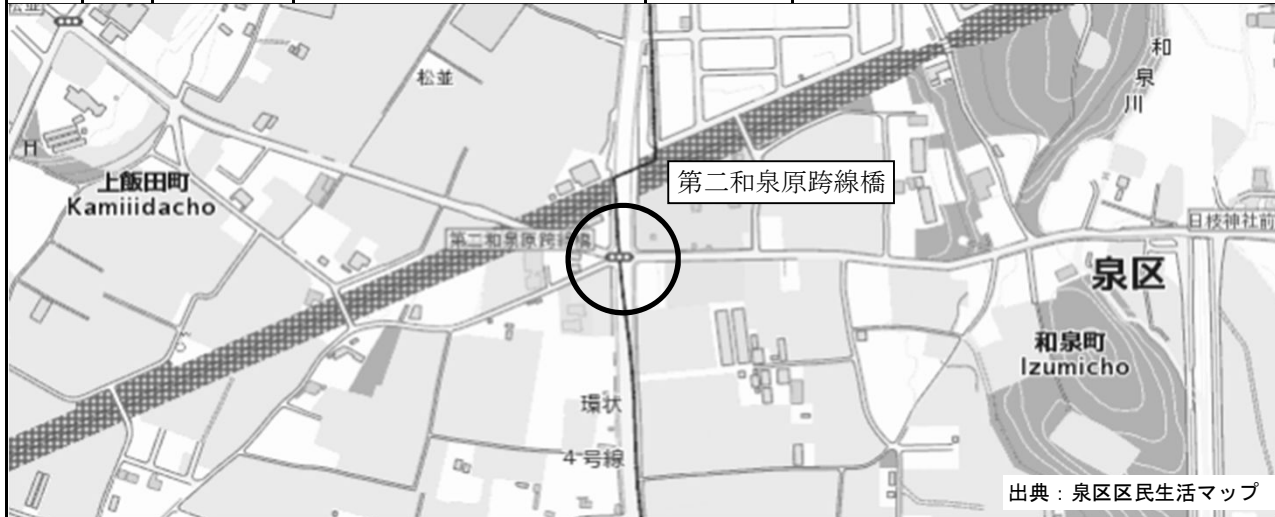 松並
和
泉
川
松並
H
上飯田町
Kamiiidacho
第二和泉原跨線橋
日枝神社前
第二和泉原跨線橋
泉区
和泉町
Izumicho
環状
4号線
出典：泉区区民生活マップ